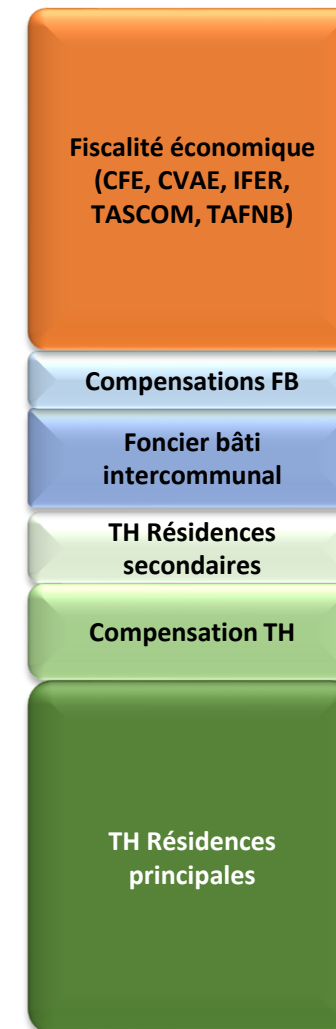 Fiscalité économique
(CFE, CVAE, IFER,
TASCOM, TAFNB)
Compensations FB
Foncier bâti
intercommunal
TH Résidences
secondaires
Compensation TH
TH Résidences
principales